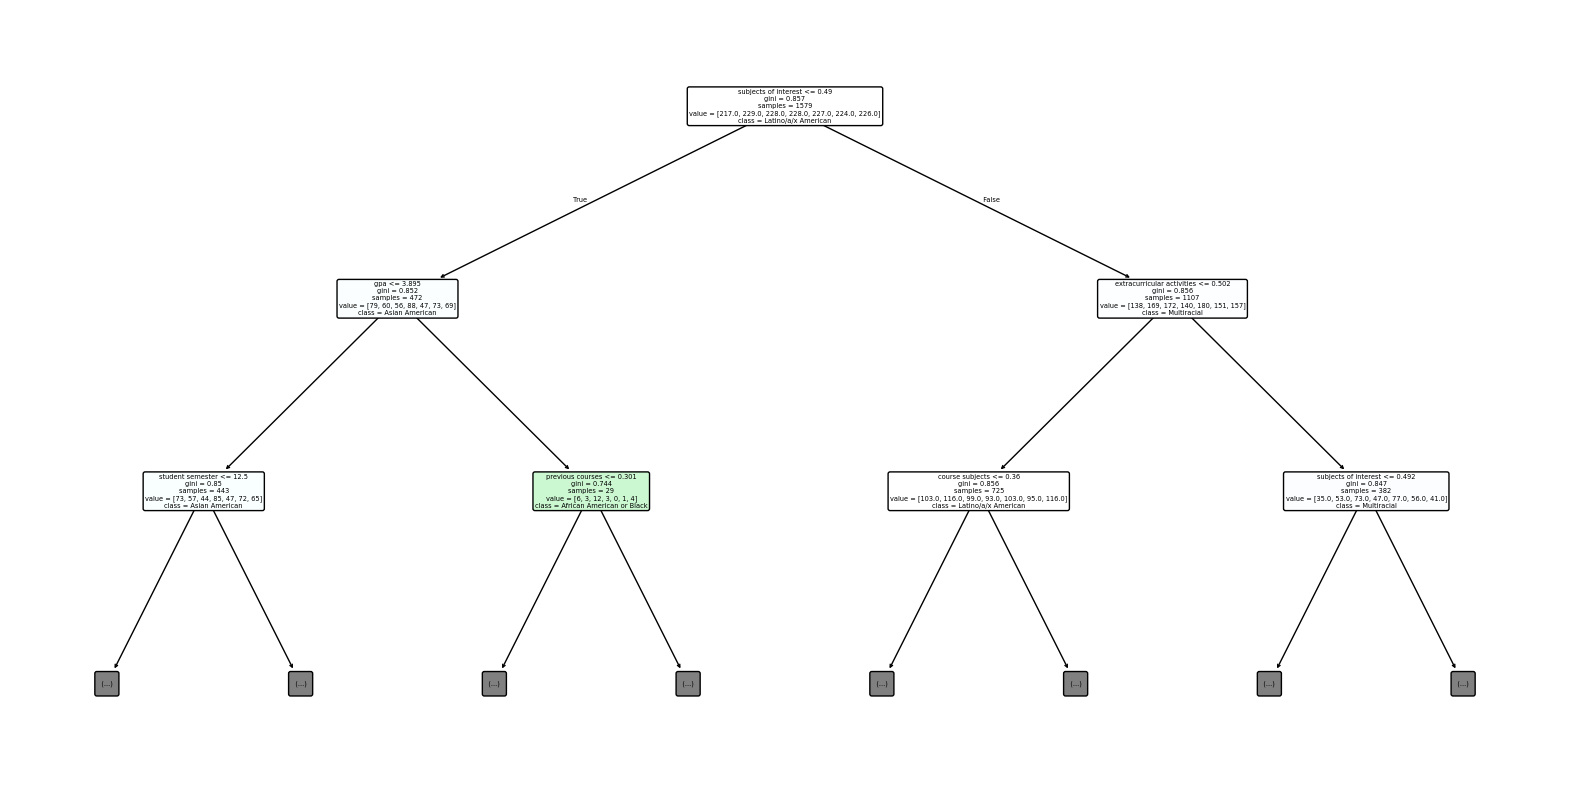 subjects of interest <= 0.49
gini = 0.857
samples = 1579
value = [217.0, 229.0, 228.0, 228.0, 227.0, 224.0, 226.0]
class = Latino/a/x American
True
False
gpa <= 3.895
gini = 0.852
samples = 472
value = [79, 60, 56, 88, 47, 73, 69]
class = Asian American
extracurricular activities <= 0.502
gini = 0.856
samples = 1107
value = [138, 169, 172, 140, 180, 151, 157]
class = Multiracial
student semester <= 12.5
gini = 0.85
samples = 443
value = [73, 57, 44, 85, 47, 72, 65]
class = Asian American
previous courses <= 0.301
gini = 0.744
samples = 29
value = [6, 3, 12, 3, 0, 1, 4]
class = African American or Black
course subjects <= 0.36
gini = 0.856
samples = 725
value = [103.0, 116.0, 99.0, 93.0, 103.0, 95.0, 116.0]
class = Latino/a/x American
subjects of interest <= 0.492
gini = 0.847
samples = 382
value = [35.0, 53.0, 73.0, 47.0, 77.0, 56.0, 41.0]
class = Multiracial
(...)
(...)
(...)
(...)
(...)
(...)
(...)
(...)